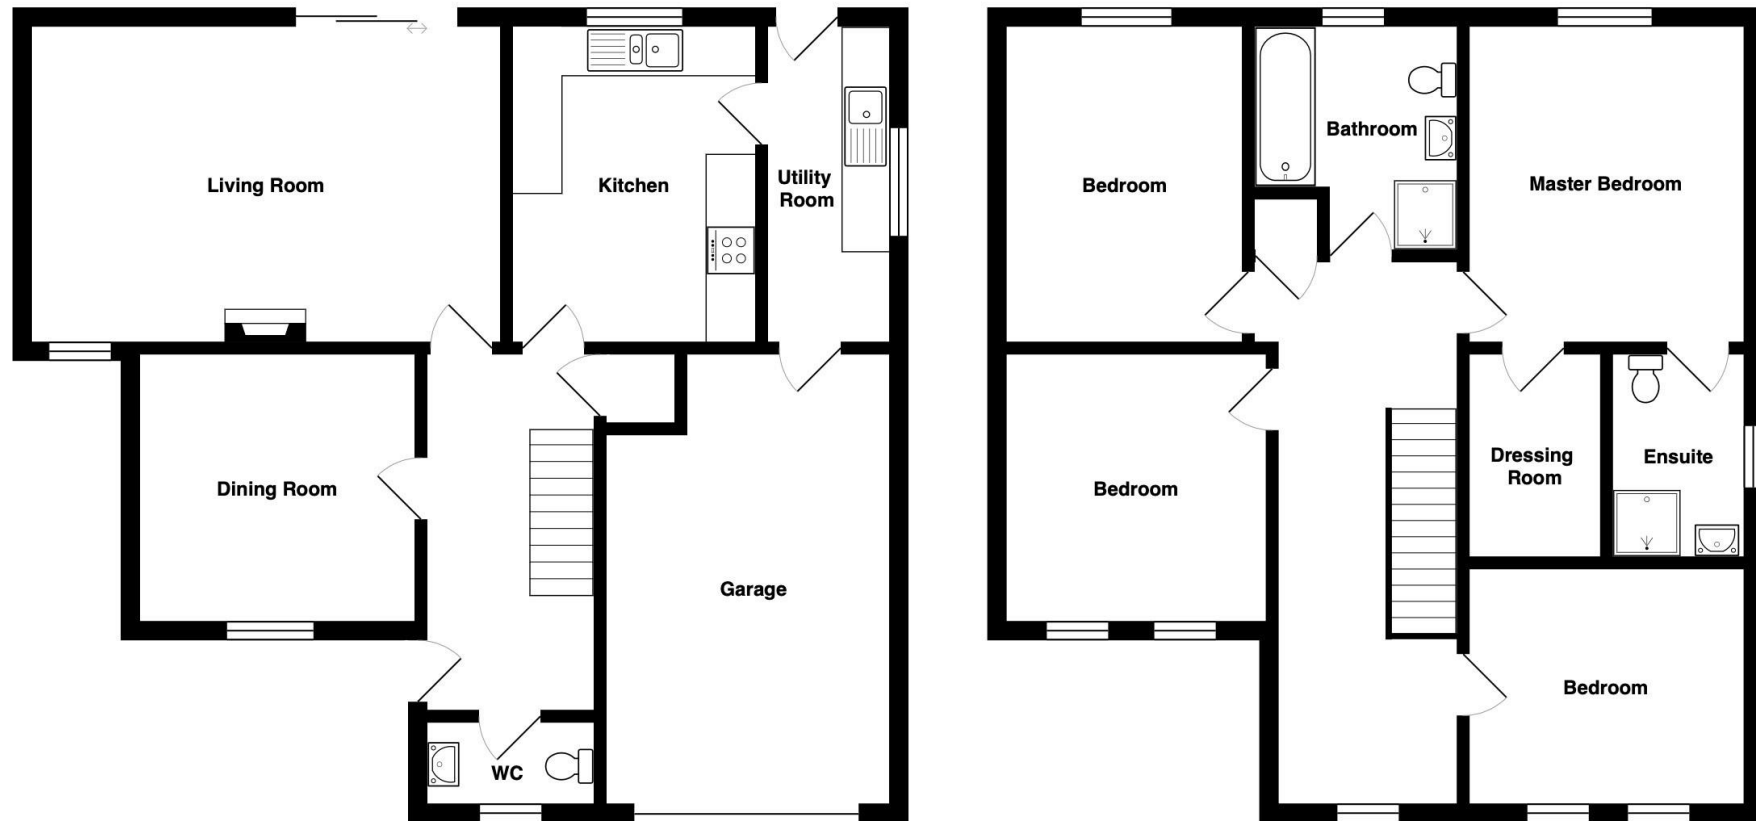 Living Room
Kitchen
Utility
Room
Dining Room
Garage
WC
Bedroom
Bathroom
Master Bedroom
Bedroom
Dressing
Room
Ensuite
Bedroom